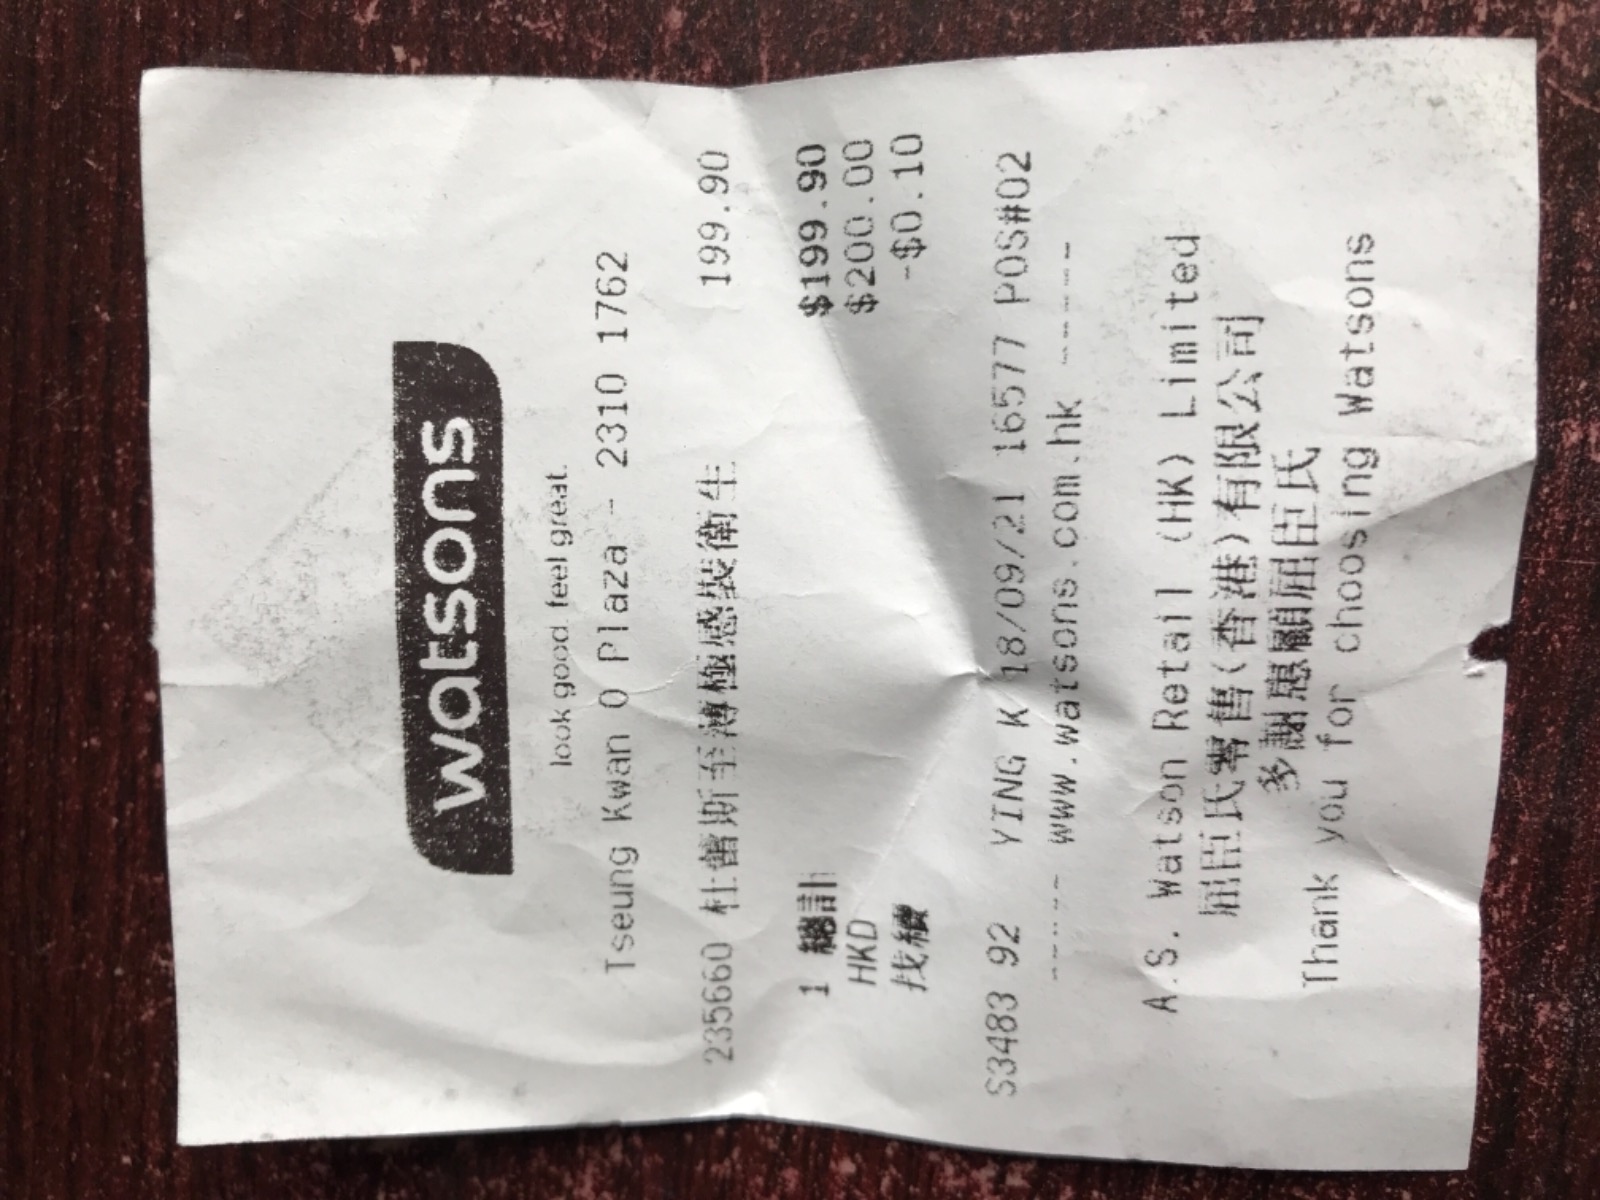 watsons
look good. feel great.
Tseung Kwan O Plaza - 2310 1762
235660 杜蕾斯至薄極感裝衛生 199.90
1 總計 $199.90
HKD $200.00
找續 -$0.10
S3483 92 YING K 18/09/21 16577 POS#02
----- www.watsons.com.hk -----
A.S. Watson Retail (HK) Limited
屈臣氏零售(香港)有限公司
多謝惠顧屈臣氏
Thank you for choosing Watsons